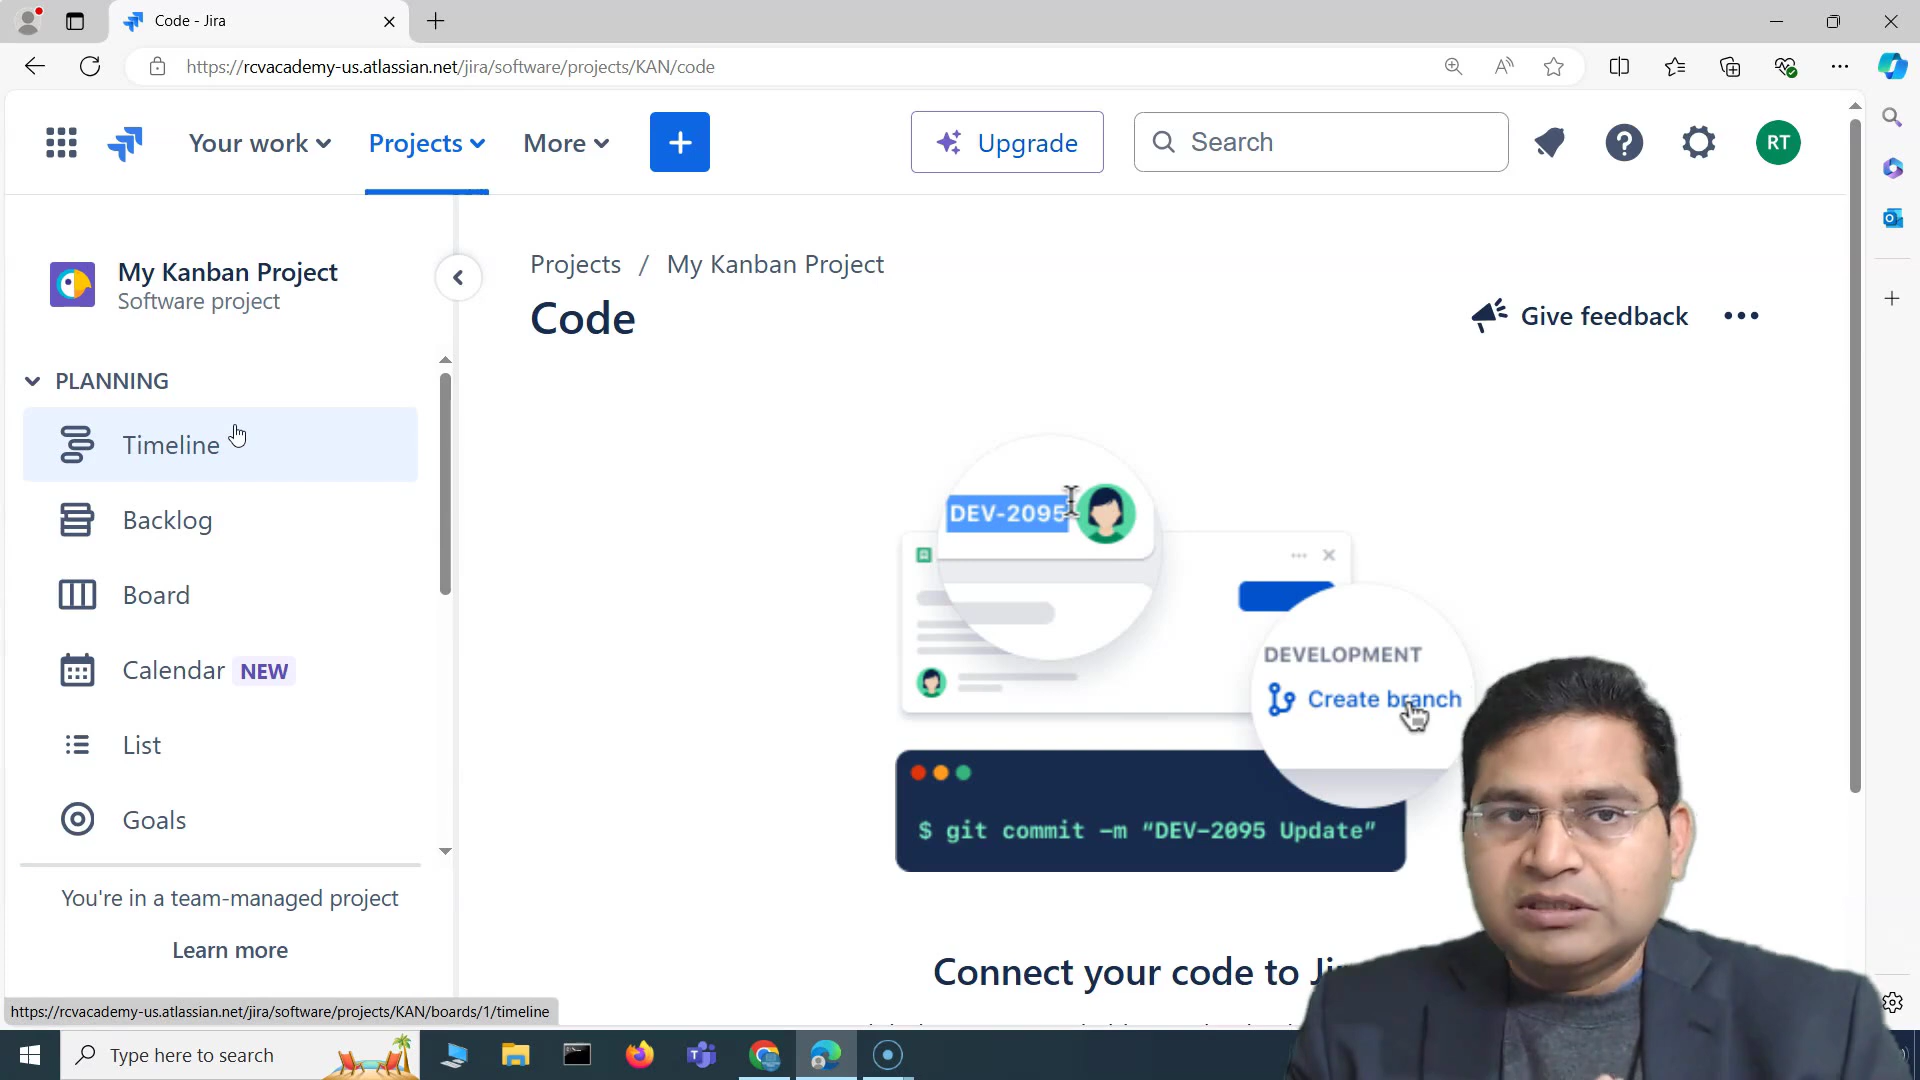 Code - Jira
https://rcvacademy-us.atlassian.net/jira/software/projects/KAN/code
Your work
Projects
More
Upgrade
Search
RT
My Kanban Project
Software project
Projects / My Kanban Project
Code
Give feedback
PLANNING
Timeline
Backlog
Board
Calendar NEW
List
Goals
DEV-2095
DEVELOPMENT
Create branch
$ git commit -m "DEV-2095 Update"
You're in a team-managed project
Learn more
Connect your code to
https://rcvacademy-us.atlassian.net/jira/software/projects/KAN/boards/1/timeline
Type here to search